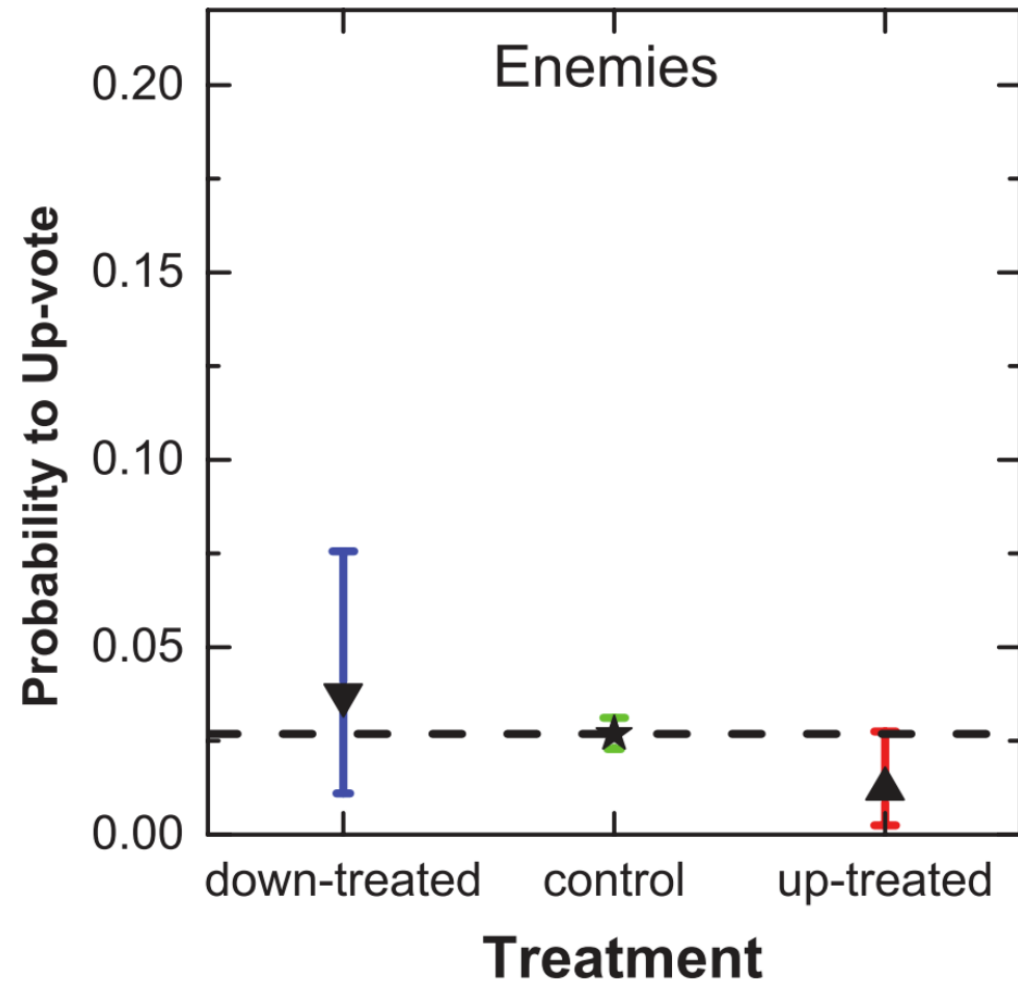 Enemies
Probability to Up-vote
0.20
0.15
0.10
0.05
0.00
down-treated control up-treated
Treatment